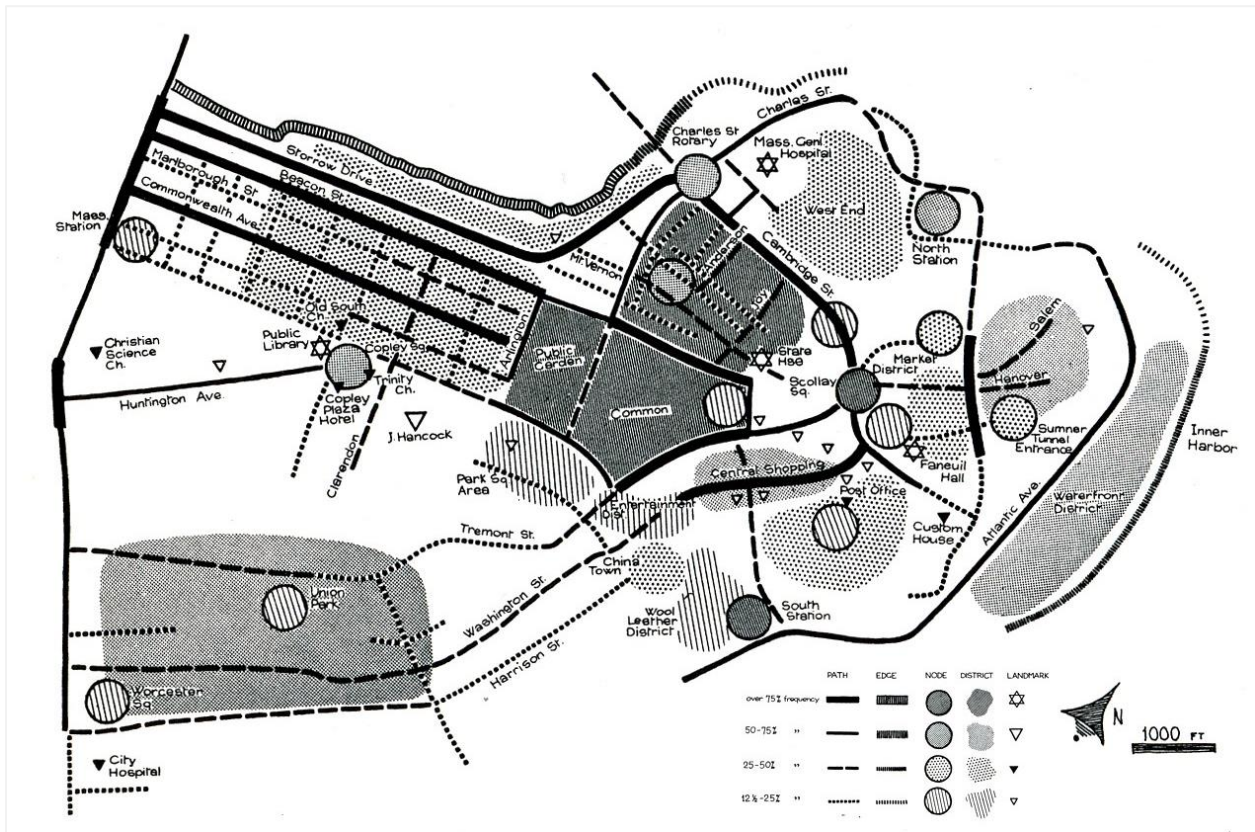 Charles St.
Charles St
Rotary
Mass. Genl
Hospital
West End
North
Station
Storrow Drive
Beacon St.
Marlborough St
Commonwealth Ave.
Mass.
Station
Mt Vernon
Anderson
Joy
Cambridge St
State
Hse
Scollay
Sq.
Market
District
Salem
Hanover
Sumner
Tunnel
Entrance
Inner
Harbor
Faneuil
Hall
Waterfront
District
Atlantic Ave.
Custom
House
Post Office
Central Shopping
Common
Public
Garden
Arlington
Old South
Public
Library
Copley Sq.
Trinity
Ch.
Copley
Plaza
Hotel
Christian
Science
Ch.
Huntington Ave.
Clarendon
J. Hancock
Park Sq.
Area
Entertainment
Dist.
China
Town
Tremont St.
Washington St.
Harrison St.
Wool
Leather
District
South
Station
Union
Park
Worcester
Sq.
City
Hospital
PATH EDGE NODE DISTRICT LANDMARK
over 75% frequency
50-75% "
25-50% "
12½-25% "
N
1000 FT